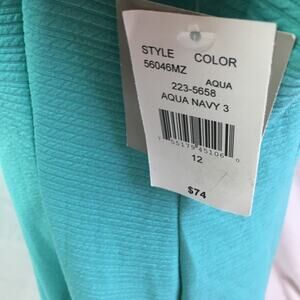 STYLE COLOR
56046MZ
AQUA
223-5658
AQUA NAVY 3
12
$74